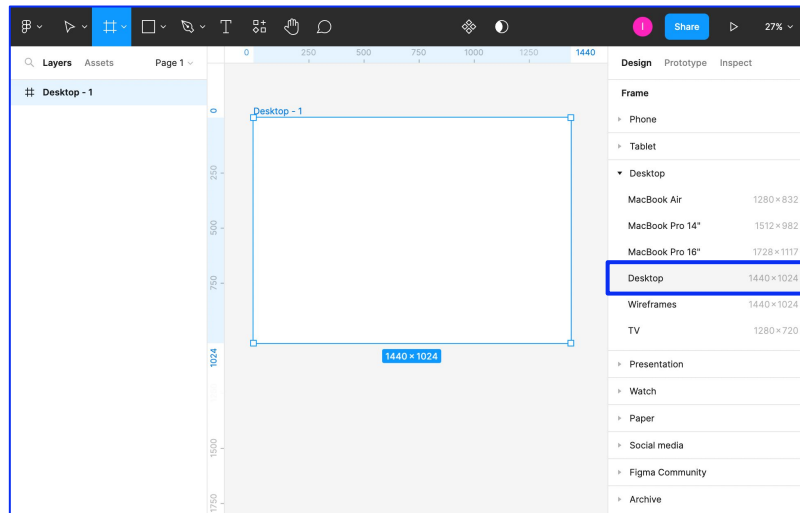 I
Share
27%
Layers Assets Page 1
Desktop - 1
0 250 500 750 1000 1250 1440
Desktop - 1
0
250
500
750
1024
1500
1750
1440 × 1024
Design Prototype Inspect
Frame
Phone
Tablet
Desktop
MacBook Air 1280×832
MacBook Pro 14" 1512×982
MacBook Pro 16" 1728×1117
Desktop 1440×1024
Wireframes 1440×1024
TV 1280×720
Presentation
Watch
Paper
Social media
Figma Community
Archive